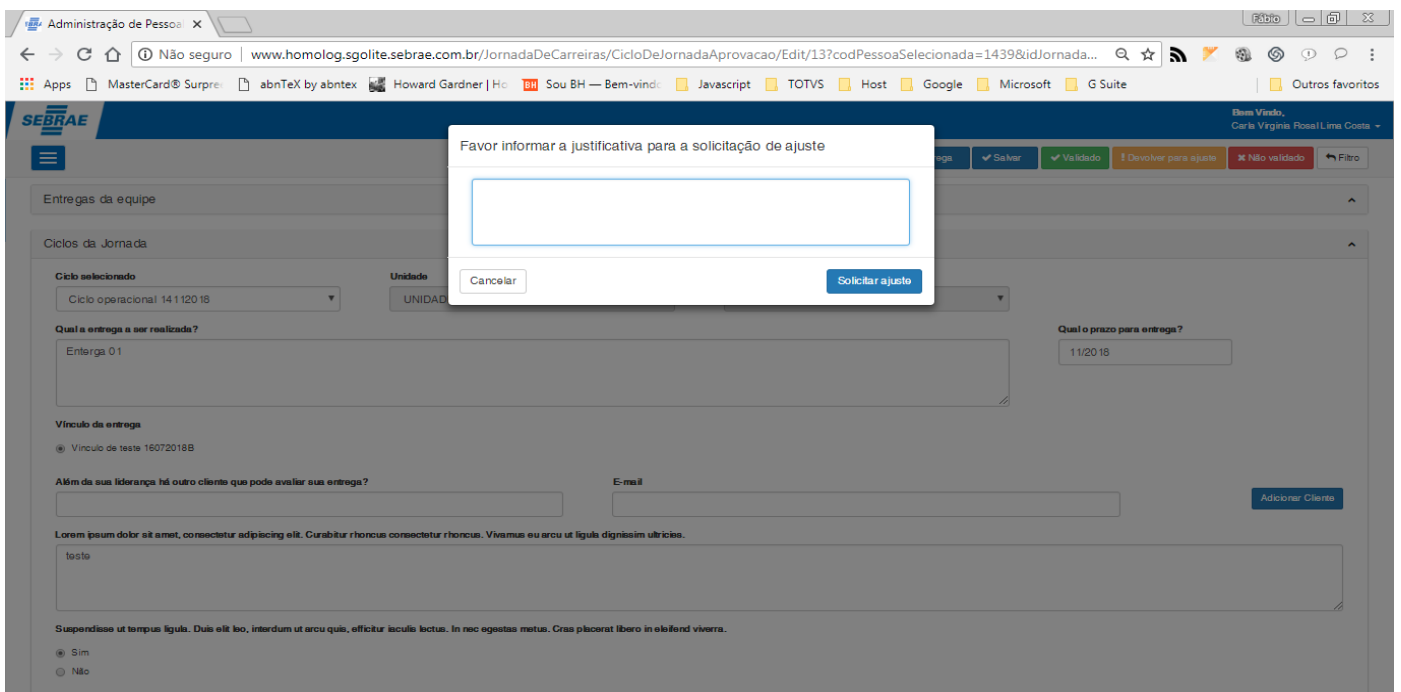 Administração de Pessoal
Fábio
Não seguro | www.homolog.sgolite.sebrae.com.br/JornadaDeCarreiras/CicloDeJornadaAprovacao/Edit/13?codPessoaSelecionada=1439&idJornada...
Apps MasterCard® Surpre abnTeX by abntex Howard Gardner | Ho Sou BH — Bem-vindo Javascript TOTVS Host Google Microsoft G Suite Outros favoritos
SEBRAE
Bem Vindo,
Carla Virginia Rosal Lima Costa
Favor informar a justificativa para a solicitação de ajuste
Salvar Validado ! Devolver para ajuste Não validado Filtro
Entregas da equipe
Ciclos da Jornada
Cancelar Solicitar ajuste
Ciclo selecionado Unidade
Ciclo operacional 14112018 UNIDAD
Qual a entrega a ser realizada? Qual o prazo para entrega?
Enterga 01 11/2018
Vínculo da entrega
Vinculo de teste 16072018B
Além da sua liderança há outro cliente que pode avaliar sua entrega? E-mail
Adicionar Cliente
Lorem ipsum dolor sit amet, consectetur adipiscing elit. Curabitur rhoncus consectetur rhoncus. Vivamus eu arcu ut ligula dignissim ultricies.
teste
Suspendisse ut tempus ligula. Duis elit leo, interdum ut arcu quis, efficitur iaculis lectus. In nec egestas metus. Cras placerat libero in eleifend viverra.
Sim
Não